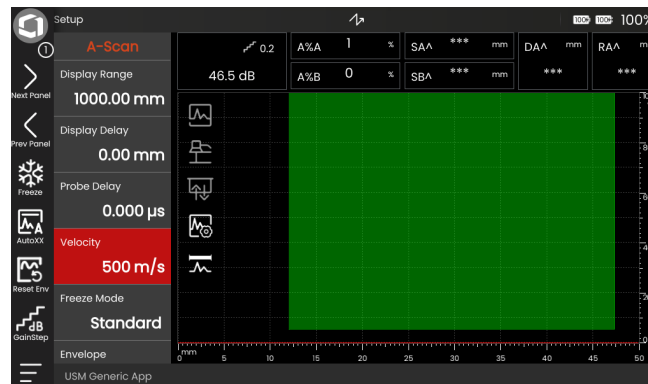 Setup
100%
100%
100%
1
A-Scan
0.2
46.5 dB
A%A 1 %
SA^ *** mm
DA^ mm
***
RA^ m
***
A%B 0 %
SB^ *** mm
Next Panel
Prev Panel
Freeze
A
AutoXX
Reset Env
dB
GainStep
Display Range
1000.00 mm
Display Delay
0.00 mm
Probe Delay
0.000 µs
Velocity
500 m/s
Freeze Mode
Standard
Envelope
0 mm 5 10 15 20 25 30 35 40 45 50
USM Generic App